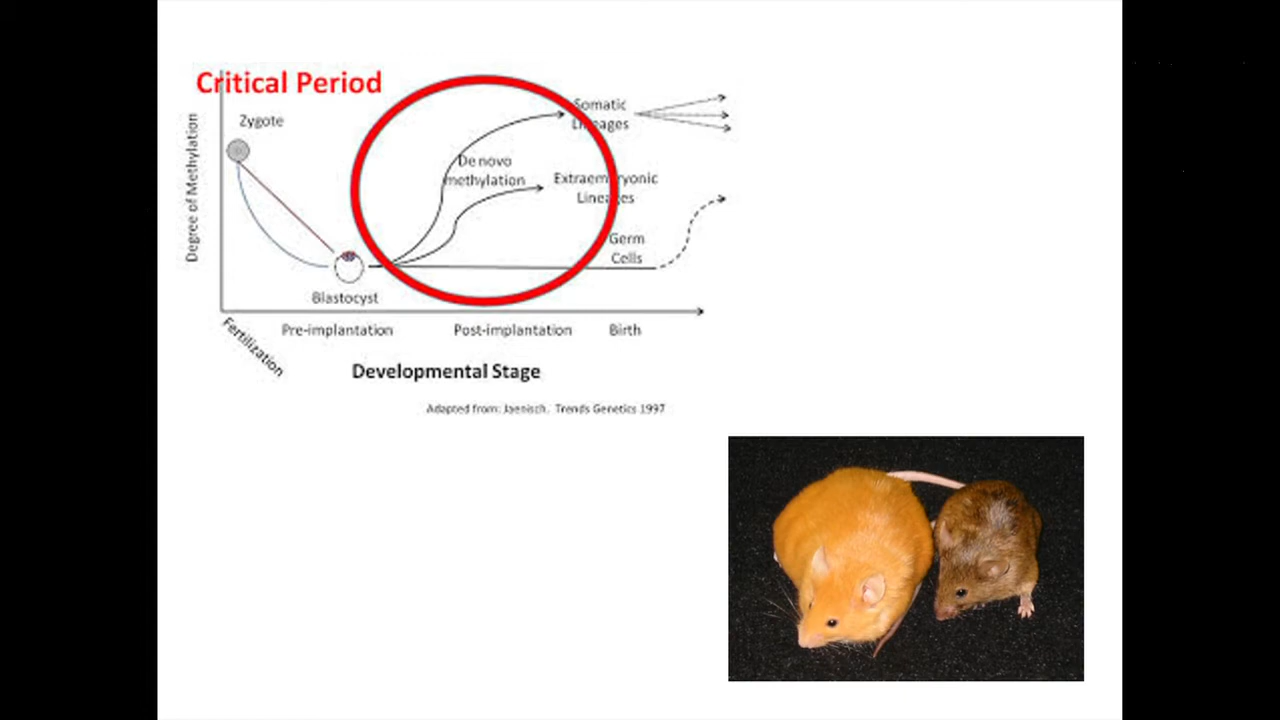 Critical Period
Zygote
Degree of Methylation
Somatic
Lineages
De novo
methylation
Extraembryonic
Lineages
Germ
Cells
Blastocyst
Fertilization
Pre-implantation
Post-implantation
Birth
Developmental Stage
Adapted from: Jaenisch. Trends Genetics 1997